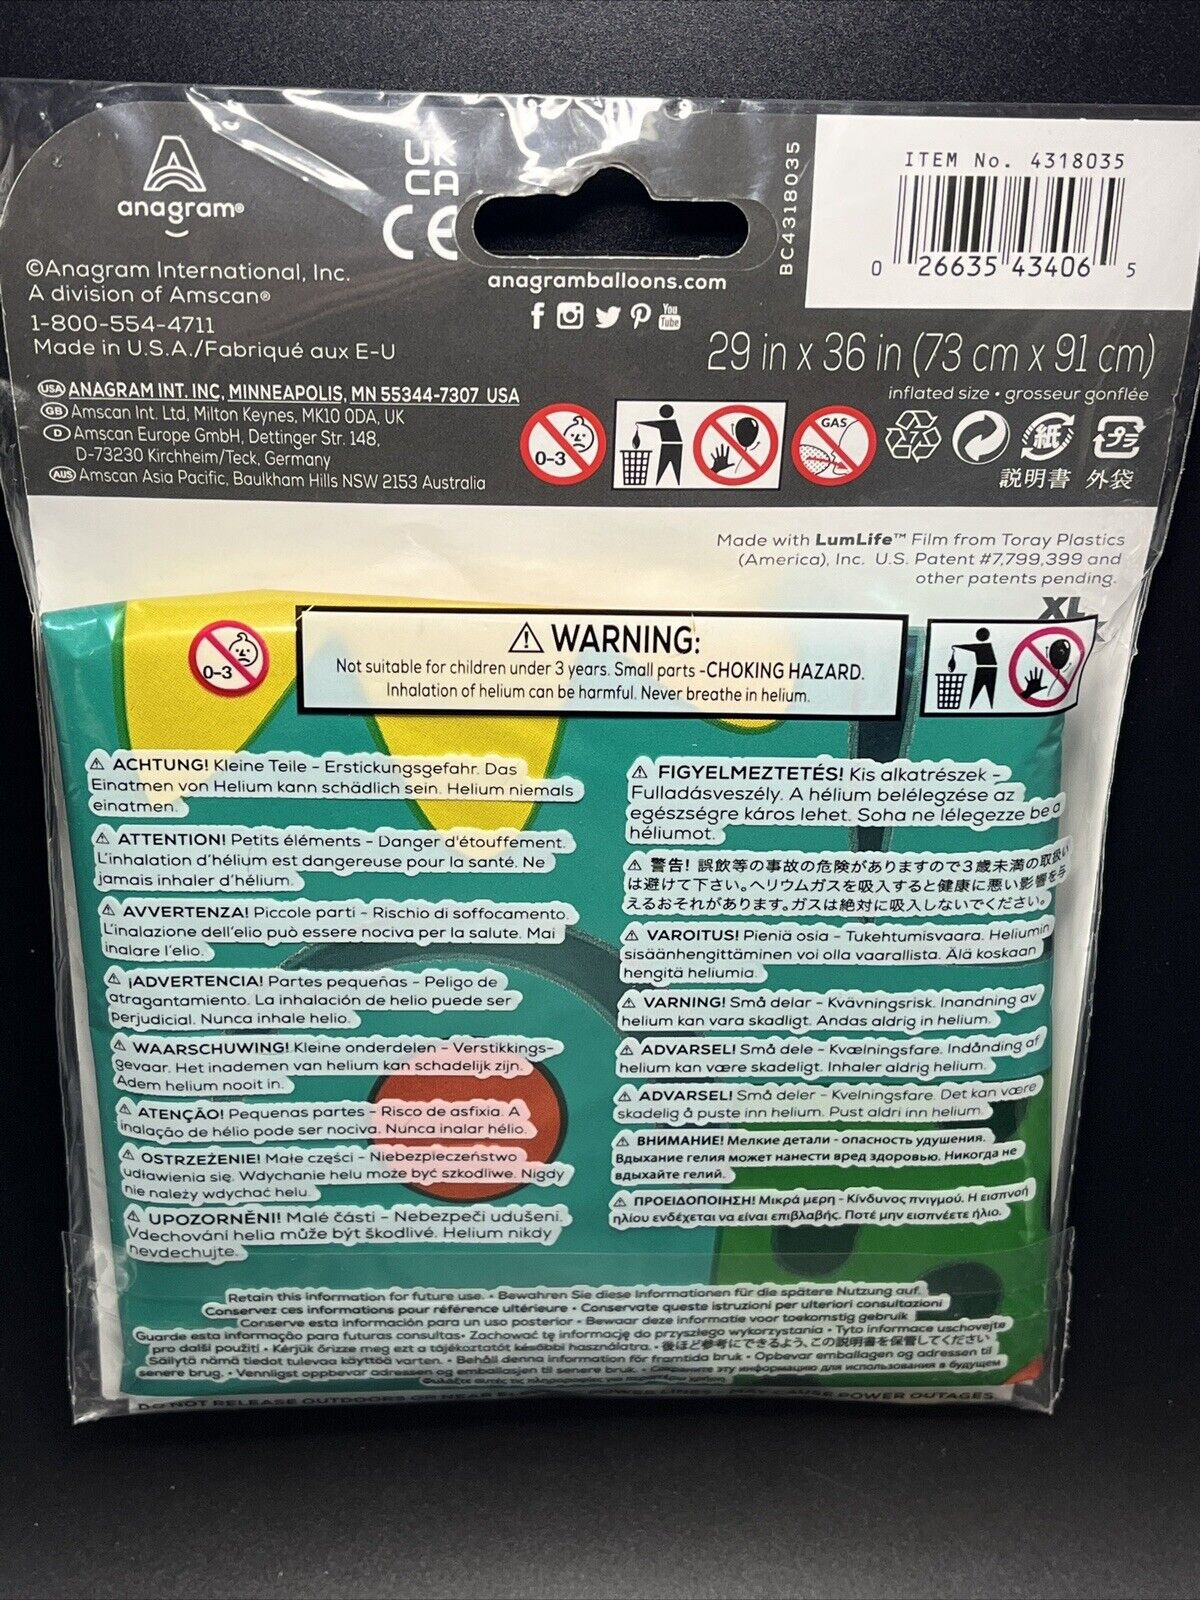 anagram®
UK
CA
CE
©Anagram International, Inc.
A division of Amscan®
1-800-554-4711
Made in U.S.A./Fabriqué aux E-U
USA ANAGRAM INT. INC, MINNEAPOLIS, MN 55344-7307 USA
GB Amscan Int. Ltd, Milton Keynes, MK10 0DA, UK
D Amscan Europe GmbH, Dettinger Str. 148,
D-73230 Kirchheim/Teck, Germany
AUS Amscan Asia Pacific, Baulkham Hills NSW 2153 Australia
anagramballoons.com
You
Tube
BC4318035
ITEM No. 4318035
0 26635 43406 5
29 in x 36 in (73 cm x 91 cm)
inflated size • grosseur gonflée
0-3
GAS
7
紙
プラ
説明書 外袋
Made with LumLife™ Film from Toray Plastics
(America), Inc. U.S. Patent #7,799,399 and
other patents pending.
XL
0-3
⚠ WARNING:
Not suitable for children under 3 years. Small parts -CHOKING HAZARD.
Inhalation of helium can be harmful. Never breathe in helium.
⚠ ACHTUNG! Kleine Teile - Erstickungsgefahr. Das
Einatmen von Helium kann schädlich sein. Helium niemals
einatmen.
⚠ ATTENTION! Petits éléments - Danger d'étouffement.
L'inhalation d'hélium est dangereuse pour la santé. Ne
jamais inhaler d'hélium.
⚠ AVVERTENZA! Piccole parti - Rischio di soffocamento.
L'inalazione dell'elio può essere nociva per la salute. Mai
inalare l'elio.
⚠ ¡ADVERTENCIA! Partes pequeñas - Peligo de
atragantamiento. La inhalación de helio puede ser
perjudicial. Nunca inhale helio.
⚠ WAARSCHUWING! Kleine onderdelen - Verstikkings-
gevaar. Het inademen van helium kan schadelijk zijn.
Adem helium nooit in.
⚠ ATENÇÃO! Pequenas partes - Risco de asfixia. A
inalação de hélio pode ser nociva. Nunca inalar hélio.
⚠ OSTRZEŻENIE! Małe części - Niebezpieczeństwo
udławienia się. Wdychanie helu może być szkodliwe. Nigdy
nie należy wdychać helu.
⚠ UPOZORNĚNI! Malé části - Nebezpeči udušení.
Vdechování helia může být škodlivé. Helium nikdy
nevdechujte.
⚠ FIGYELMEZTETÉS! Kis alkatrészek -
Fulladásveszély. A hélium belélegzése az
egészségre káros lehet. Soha ne lélegezze be a
héliumot.
⚠ 警告! 誤飲等の事故の危険がありますので3歳未満の取扱い
は避けて下さい。ヘリウムガスを吸入すると健康に悪い影響を与
えるおそれがあります。ガスは絶対に吸入しないでください。
⚠ VAROITUS! Pieniä osia - Tukehtumisvaara. Heliumin
sisäänhengittäminen voi olla vaarallista. Älä koskaan
hengitä heliumia.
⚠ VARNING! Små delar - Kvävningsrisk. Inandning av
helium kan vara skadligt. Andas aldrig in helium.
⚠ ADVARSEL! Små dele - Kvælningsfare. Indånding af
helium kan være skadeligt. Inhaler aldrig helium.
⚠ ADVARSEL! Små deler - Kvelningsfare. Det kan være
skadelig å puste inn helium. Pust aldri inn helium.
⚠ ВНИМАНИЕ! Мелкие детали - опасность удушения.
Вдыхание гелия может нанести вред здоровью. Никогда не
вдыхайте гелий.
⚠ ΠΡΟΕΙΔΟΠΟΙΗΣΗ! Μικρά μερη - Κίνδυνος πνιγμού. Η εισπνοή
ηλίου ενδέχεται να είναι επιβλαβής. Ποτέ μην εισπνέετε ήλιο.
Retain this information for future use. • Bewahren Sie diese Informationen für die spätere Nutzung auf.
Conservez ces informations pour référence ultérieure • Conservate queste istruzioni per ulteriori consultazioni
Conserve esta información para un uso posterior • Bewaar deze informatie voor toekomstig gebruik
Guarde esta informação para futuras consultas • Zachować tę informację do przyszłego wykorzystania • Tyto informace uschovejte
pro další použití • Kérjük őrizze meg ezt a tájékoztatót későbbi használatra. • 後ほど参考にできるよう、この説明書を保管してください
Säilytä nämä tiedot tulevaa käyttöä varten. • Behåll denna information för framtida bruk • Opbevar emballagen og adressen til
senere brug. • Vennligst oppbevar adressen og emballasjen til senere bruk. • Сохраните эту информацию для использования в будущем
DO NOT RELEASE OUTDOORS OR NEAR POWER LINES - MAY CAUSE POWER OUTAGES